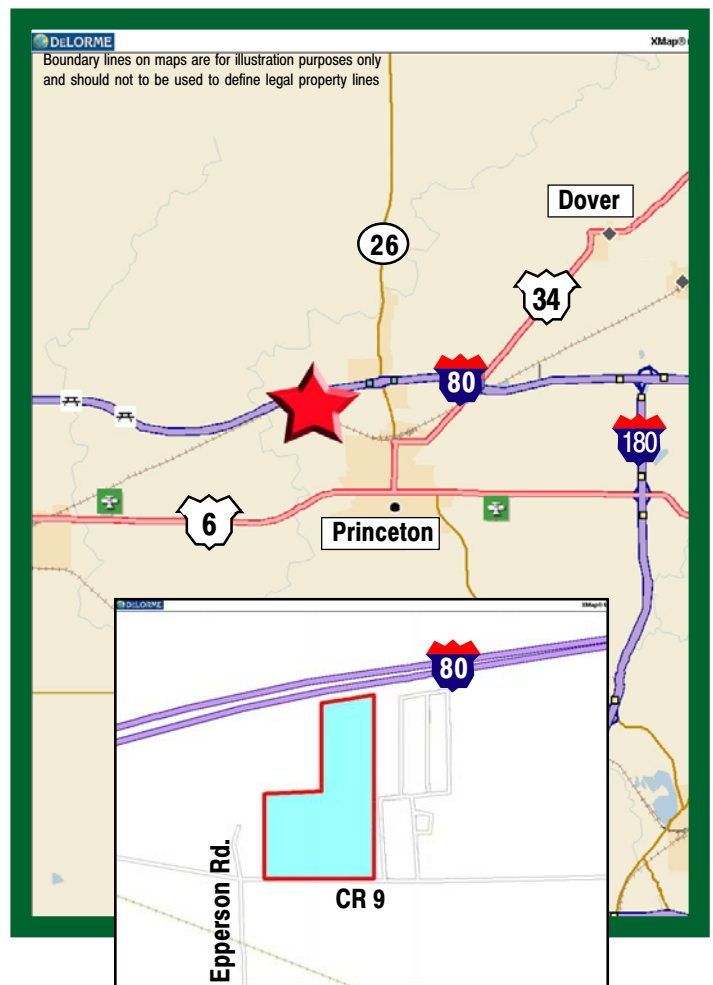 DELORME
XMap®
Boundary lines on maps are for illustration purposes only
and should not to be used to define legal property lines
Dover
26
34
80
180
6
Princeton
DELORME
XMap®
80
Epperson Rd.
CR 9